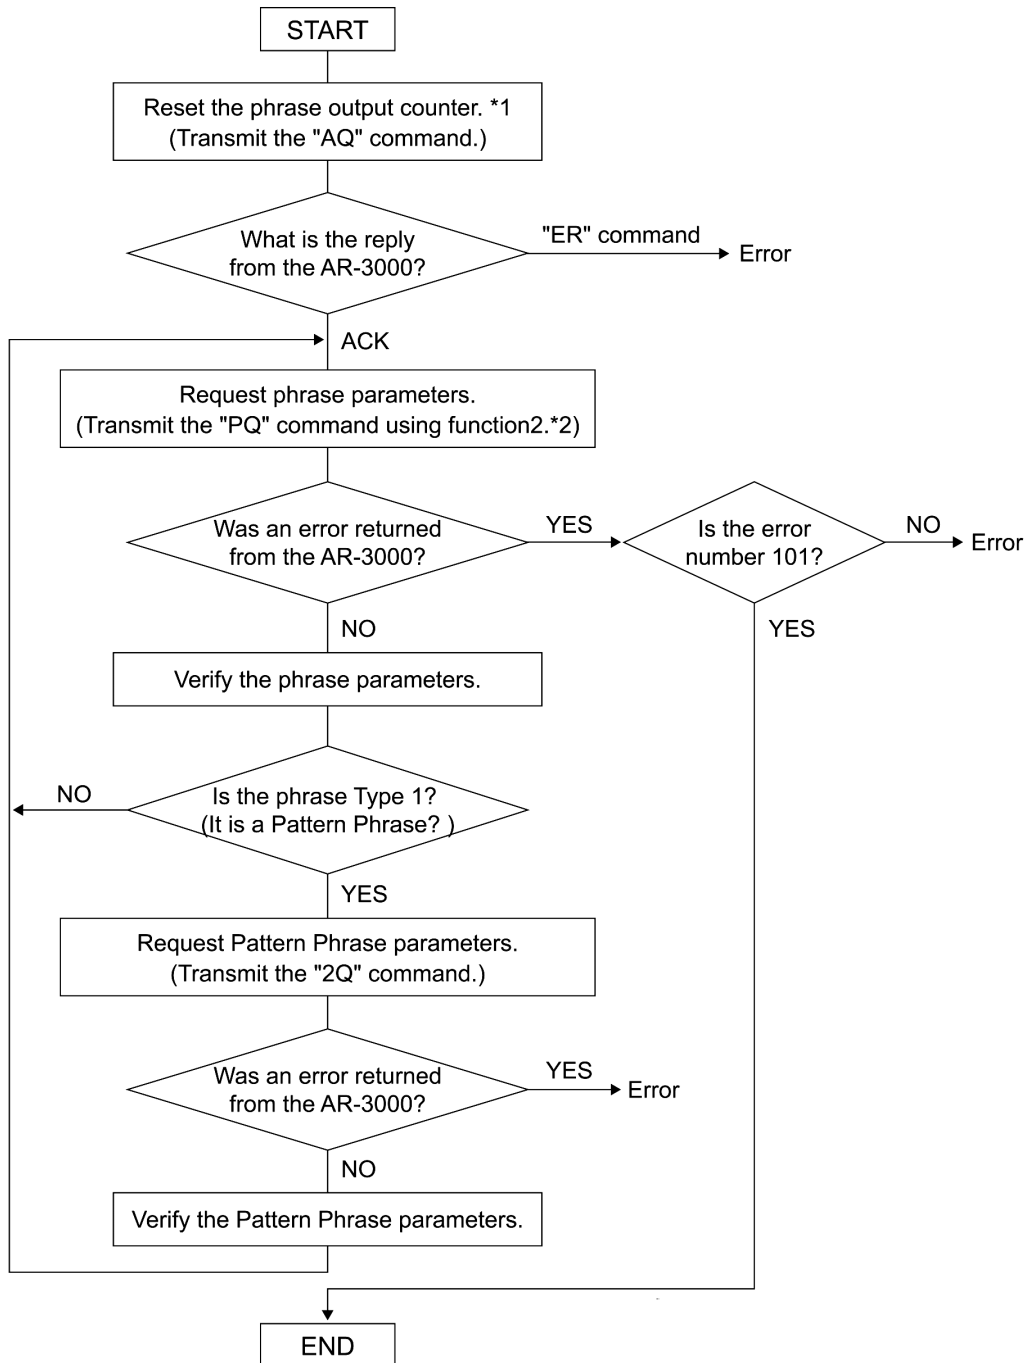 START
Reset the phrase output counter. *1
(Transmit the "AQ" command.)
What is the reply
from the AR-3000?
"ER" command
Error
ACK
Request phrase parameters.
(Transmit the "PQ" command using function2.*2)
Was an error returned
from the AR-3000?
YES
Is the error
number 101?
NO
Error
NO
YES
Verify the phrase parameters.
NO
Is the phrase Type 1?
(It is a Pattern Phrase? )
YES
Request Pattern Phrase parameters.
(Transmit the "2Q" command.)
Was an error returned
from the AR-3000?
YES
Error
NO
Verify the Pattern Phrase parameters.
END